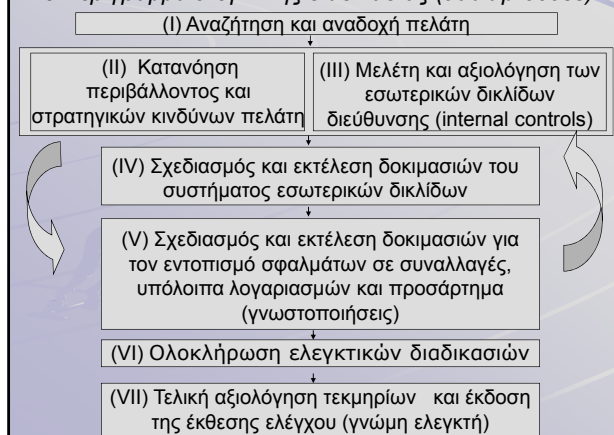 (I) Αναζήτηση και αναδοχή πελάτη
(II) Κατανόηση
περιβάλλοντος και
στρατηγικών κινδύνων πελάτη
(III) Μελέτη και αξιολόγηση των
εσωτερικών δικλίδων
διεύθυνσης (internal controls)
(IV) Σχεδιασμός και εκτέλεση δοκιμασιών του
συστήματος εσωτερικών δικλίδων
(V) Σχεδιασμός και εκτέλεση δοκιμασιών για
τον εντοπισμό σφαλμάτων σε συναλλαγές,
υπόλοιπα λογαριασμών και προσάρτημα
(γνωστοποιήσεις)
(VI) Ολοκλήρωση ελεγκτικών διαδικασιών
(VII) Τελική αξιολόγηση τεκμηρίων και έκδοση
της έκθεσης ελέγχου (γνώμη ελεγκτή)